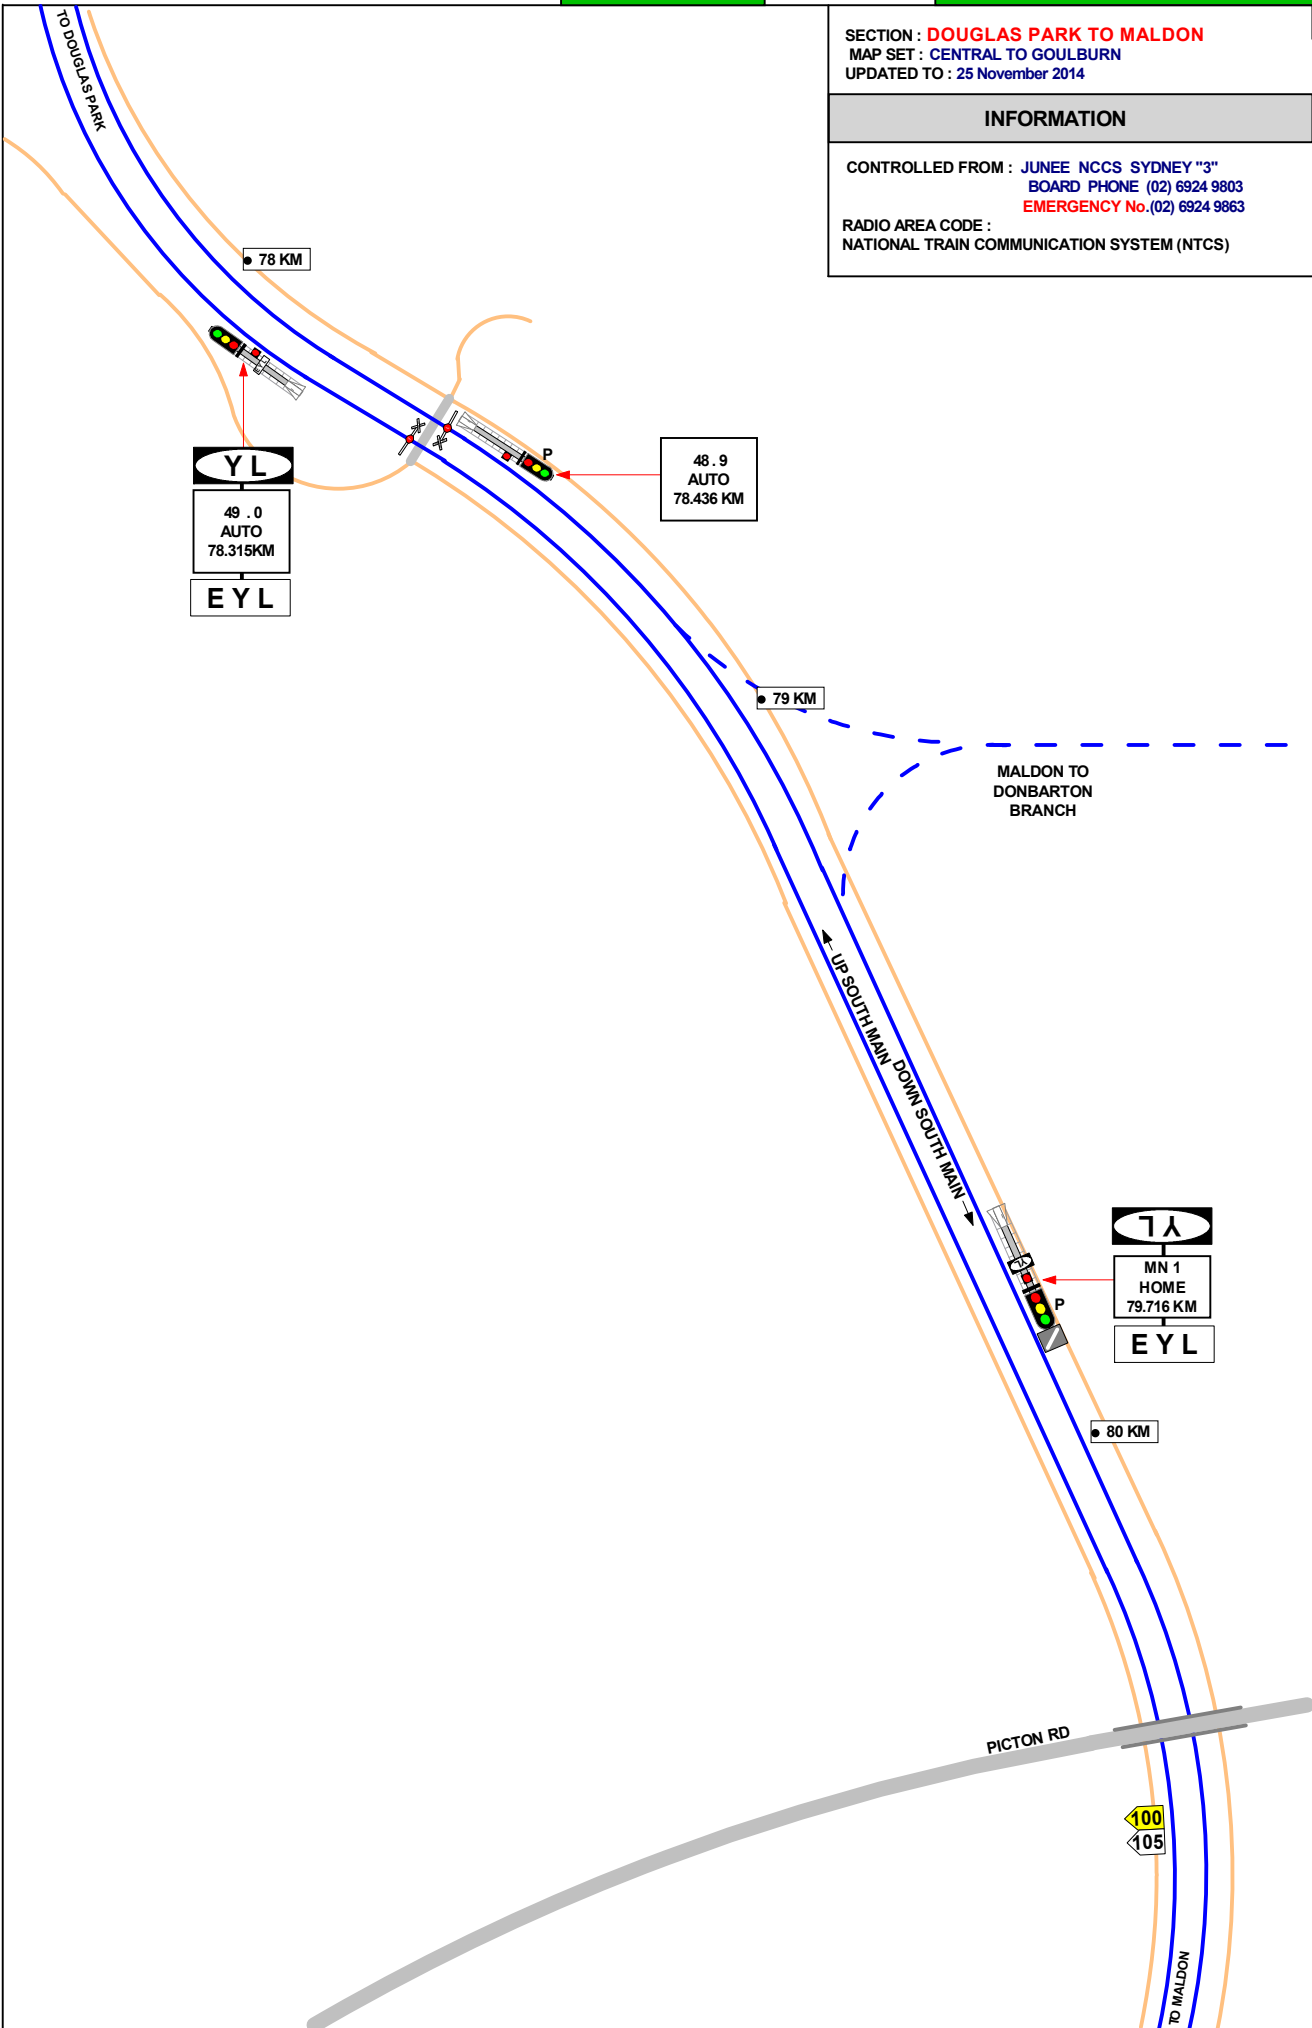 SECTION : DOUGLAS PARK TO MALDON
MAP SET : CENTRAL TO GOULBURN
UPDATED TO : 25 November 2014
INFORMATION
CONTROLLED FROM : JUNEE NCCS SYDNEY "3"
BOARD PHONE (02) 6924 9803
EMERGENCY No.(02) 6924 9863
RADIO AREA CODE :
NATIONAL TRAIN COMMUNICATION SYSTEM (NTCS)
TO DOUGLAS PARK
78 KM
P
Y L
49 . 0
AUTO
78.315KM
E Y L
48 . 9
AUTO
78.436 KM
79 KM
MALDON TO
DONBARTON
BRANCH
UP SOUTH MAIN
DOWN SOUTH MAIN
YL
YL
MN 1
HOME
79.716 KM
E Y L
P
80 KM
PICTON RD
100
105
TO MALDON